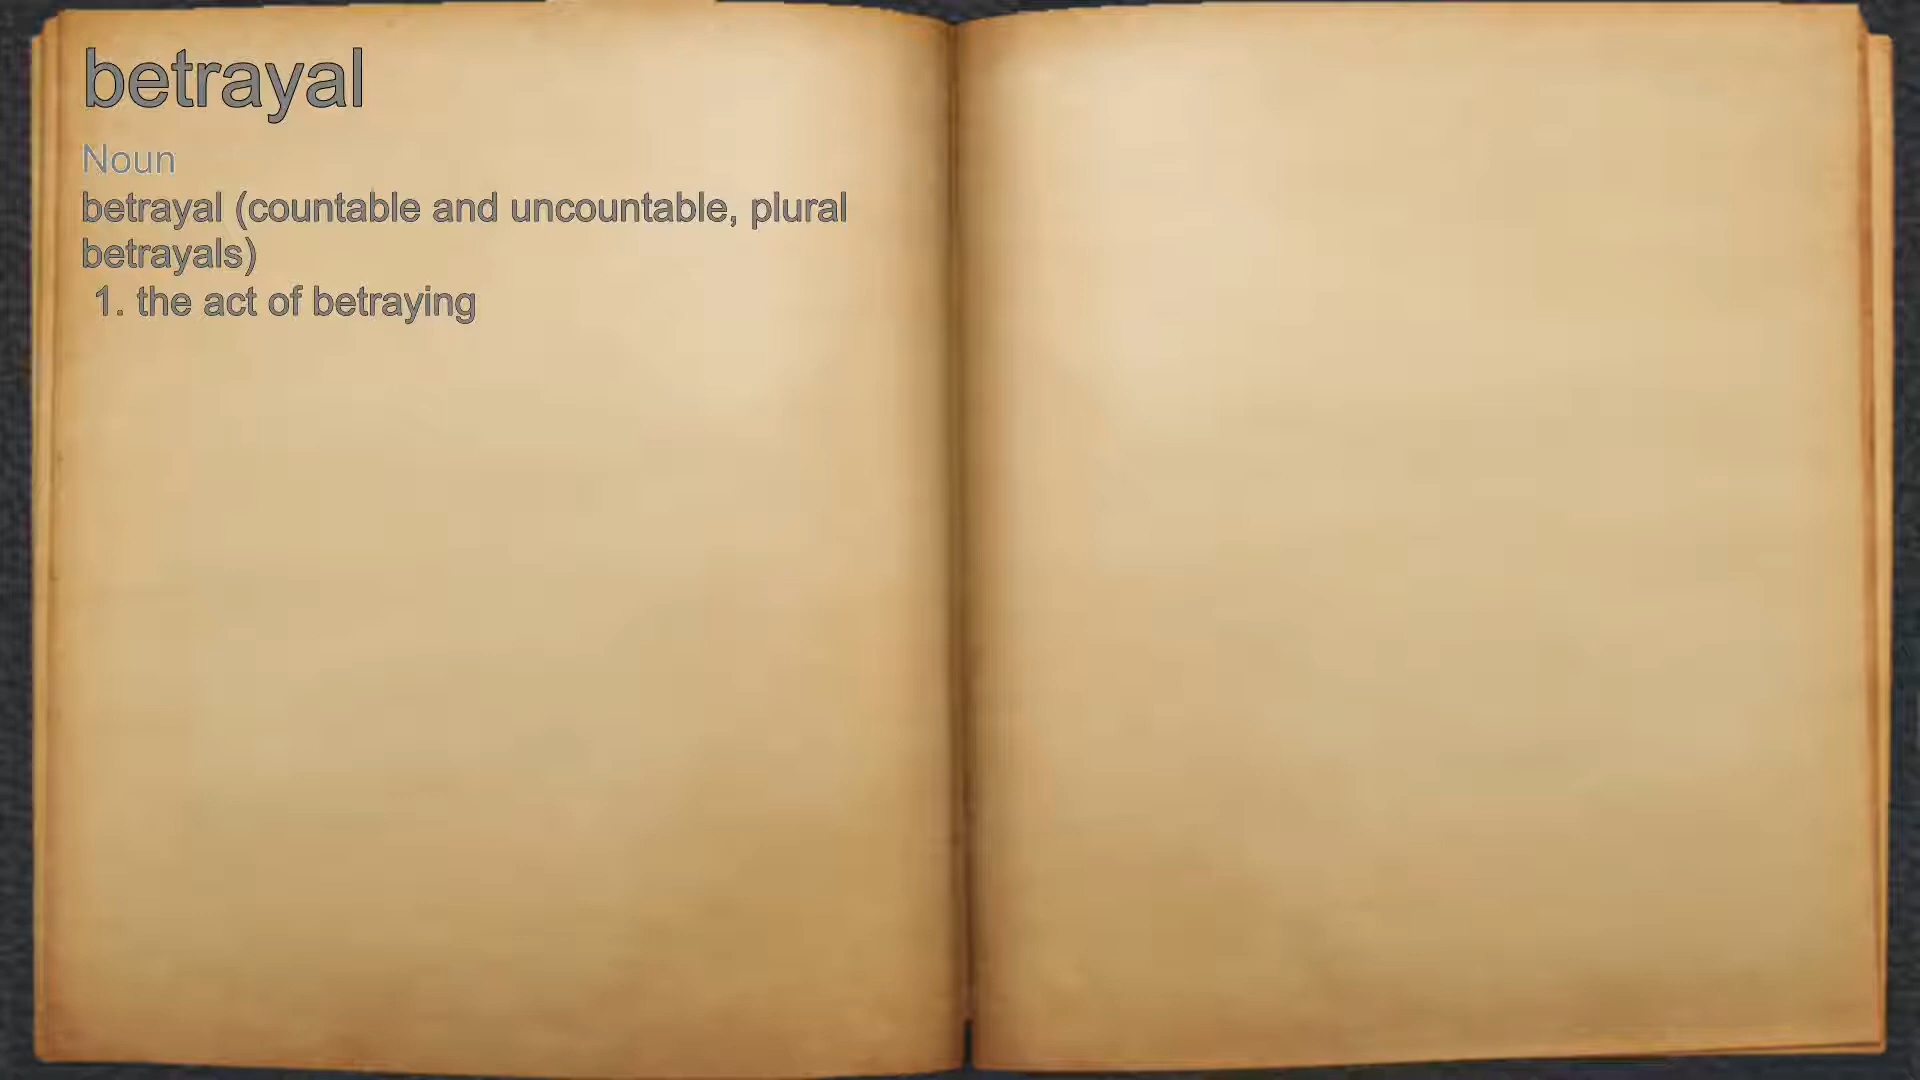 betrayal
Noun
betrayal (countable and uncountable, plural
betrayals)
1. the act of betraying